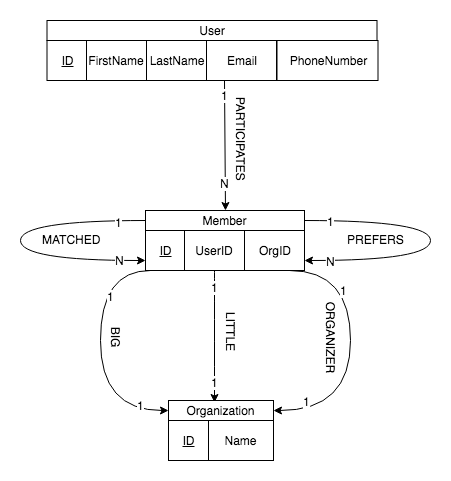 User
ID FirstName LastName Email PhoneNumber
1
PARTICIPATES
N
Member
1 1
MATCHED ID UserID OrgID PREFERS
N N
1 1 1
BIG LITTLE ORGANIZER
1 1 1
Organization
ID Name